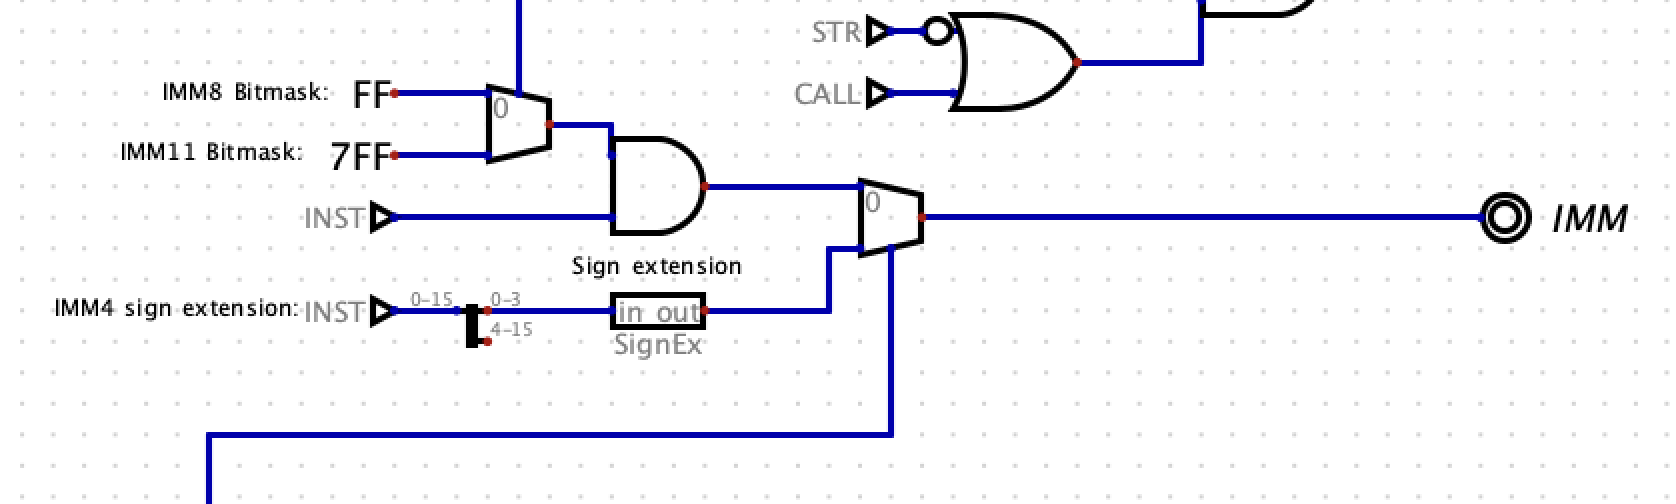 STR
IMM8 Bitmask: FF
CALL
0
IMM11 Bitmask: 7FF
0
INST
IMM
Sign extension
IMM4 sign extension: INST 0-15 0-3 in out
4-15
SignEx